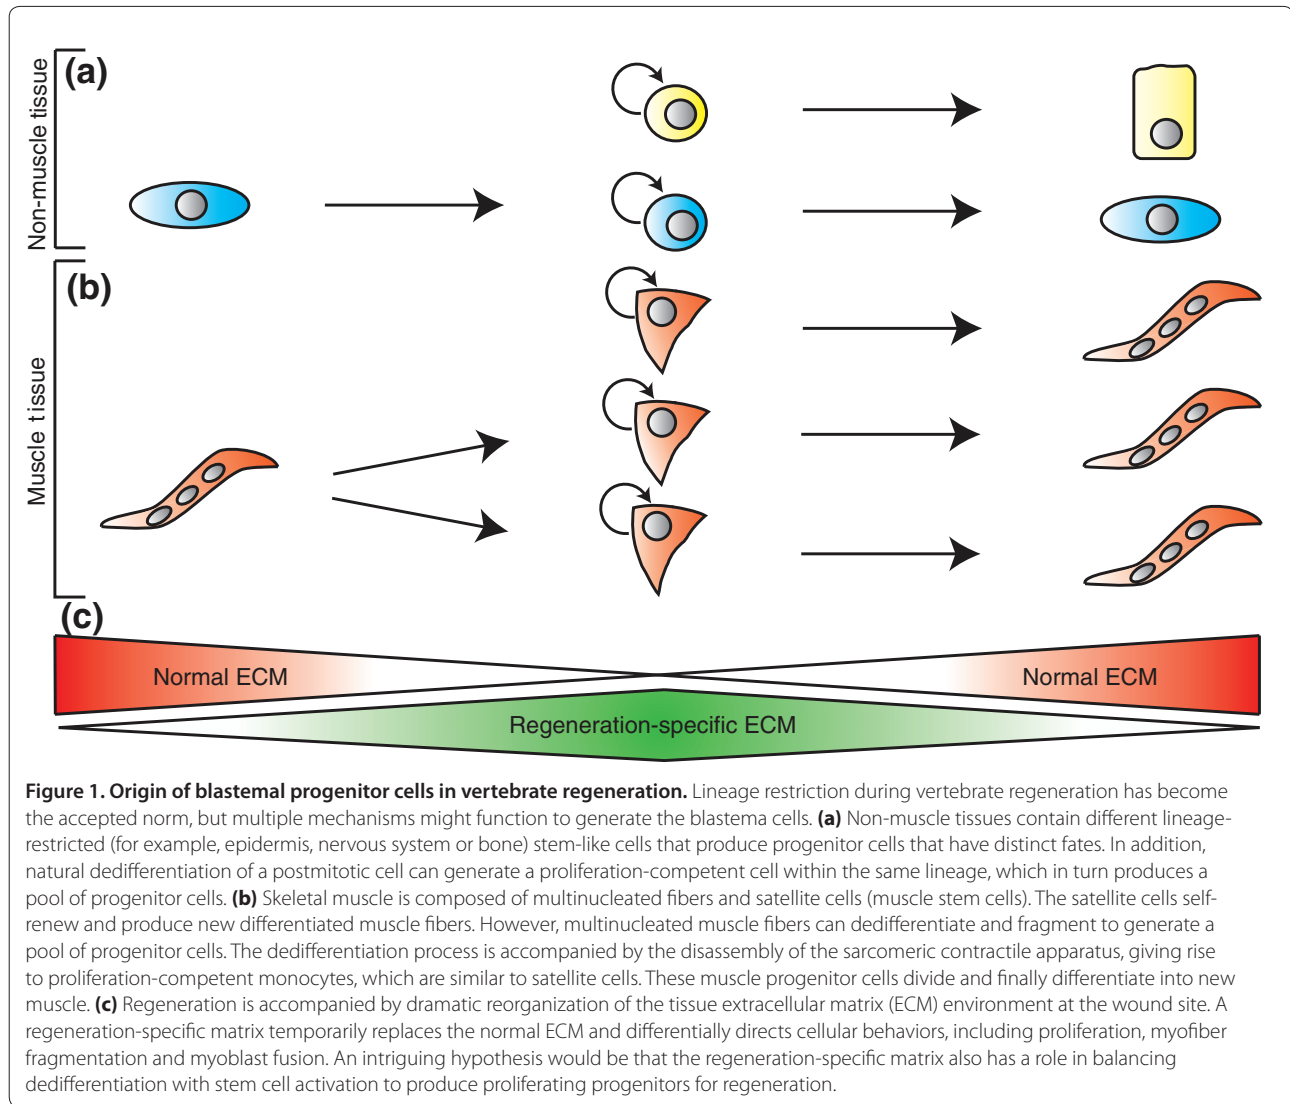 (a)
Non-muscle tissue
(b)
Muscle tissue
(c)
Normal ECM
Normal ECM
Regeneration-specific ECM
Figure 1. Origin of blastemal progenitor cells in vertebrate regeneration. Lineage restriction during vertebrate regeneration has become
the accepted norm, but multiple mechanisms might function to generate the blastema cells. (a) Non-muscle tissues contain different lineage-
restricted (for example, epidermis, nervous system or bone) stem-like cells that produce progenitor cells that have distinct fates. In addition,
natural dedifferentiation of a postmitotic cell can generate a proliferation-competent cell within the same lineage, which in turn produces a
pool of progenitor cells. (b) Skeletal muscle is composed of multinucleated fibers and satellite cells (muscle stem cells). The satellite cells self-
renew and produce new differentiated muscle fibers. However, multinucleated muscle fibers can dedifferentiate and fragment to generate a
pool of progenitor cells. The dedifferentiation process is accompanied by the disassembly of the sarcomeric contractile apparatus, giving rise
to proliferation-competent monocytes, which are similar to satellite cells. These muscle progenitor cells divide and finally differentiate into new
muscle. (c) Regeneration is accompanied by dramatic reorganization of the tissue extracellular matrix (ECM) environment at the wound site. A
regeneration-specific matrix temporarily replaces the normal ECM and differentially directs cellular behaviors, including proliferation, myofiber
fragmentation and myoblast fusion. An intriguing hypothesis would be that the regeneration-specific matrix also has a role in balancing
dedifferentiation with stem cell activation to produce proliferating progenitors for regeneration.